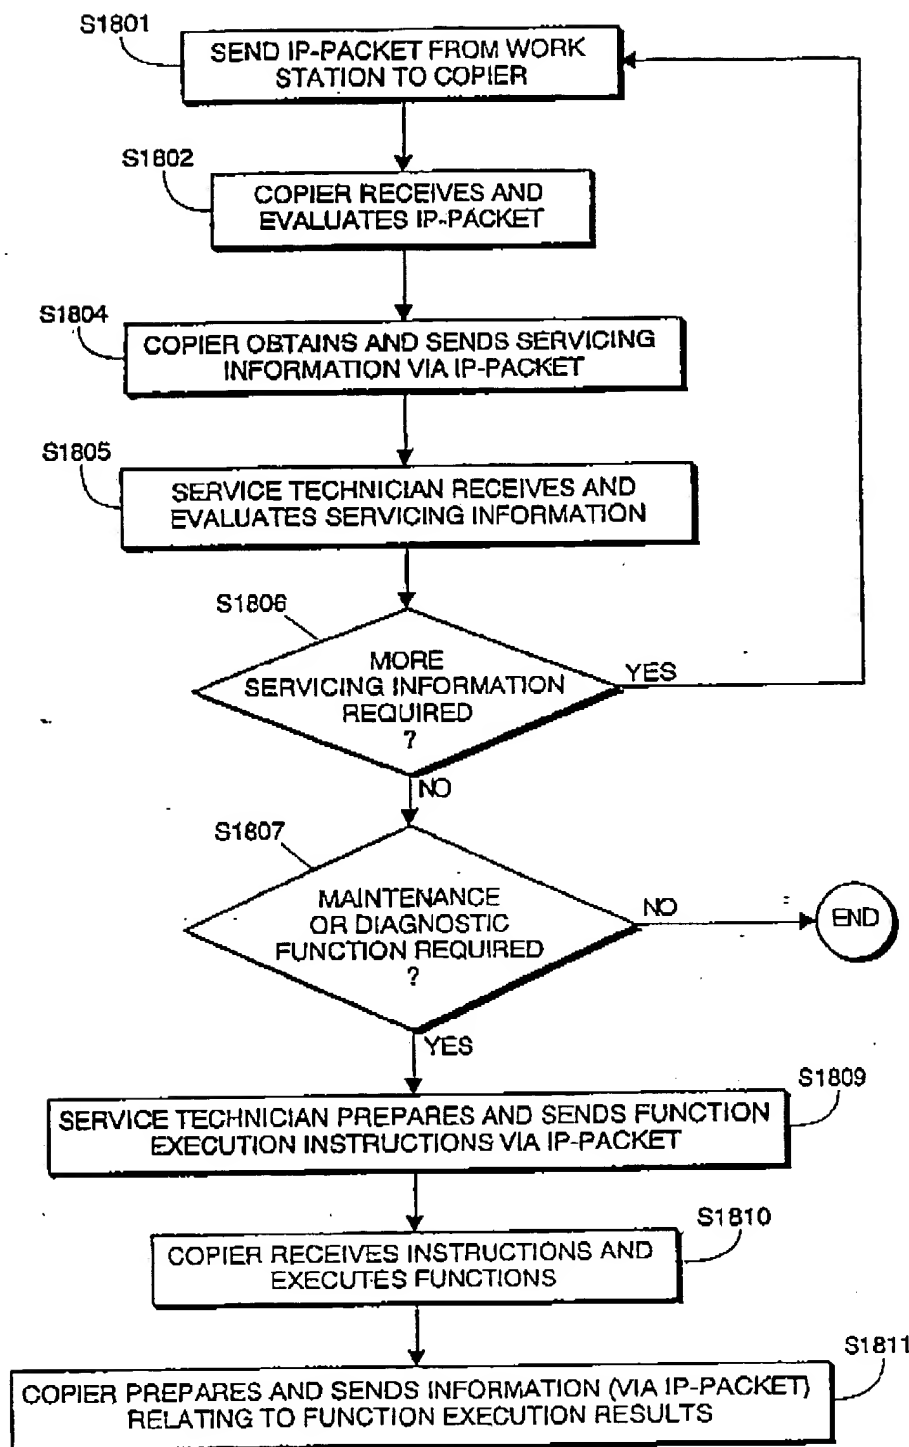 S1801
SEND IP-PACKET FROM WORK
STATION TO COPIER
S1802
COPIER RECEIVES AND
EVALUATES IP-PACKET
S1804
COPIER OBTAINS AND SENDS SERVICING
INFORMATION VIA IP-PACKET
S1805
SERVICE TECHNICIAN RECEIVES AND
EVALUATES SERVICING INFORMATION
S1806
MORE
SERVICING INFORMATION
REQUIRED
?
YES
NO
S1807
MAINTENANCE
OR DIAGNOSTIC
FUNCTION REQUIRED
?
NO
END
YES
S1809
SERVICE TECHNICIAN PREPARES AND SENDS FUNCTION
EXECUTION INSTRUCTIONS VIA IP-PACKET
S1810
COPIER RECEIVES INSTRUCTIONS AND
EXECUTES FUNCTIONS
S1811
COPIER PREPARES AND SENDS INFORMATION (VIA IP-PACKET)
RELATING TO FUNCTION EXECUTION RESULTS